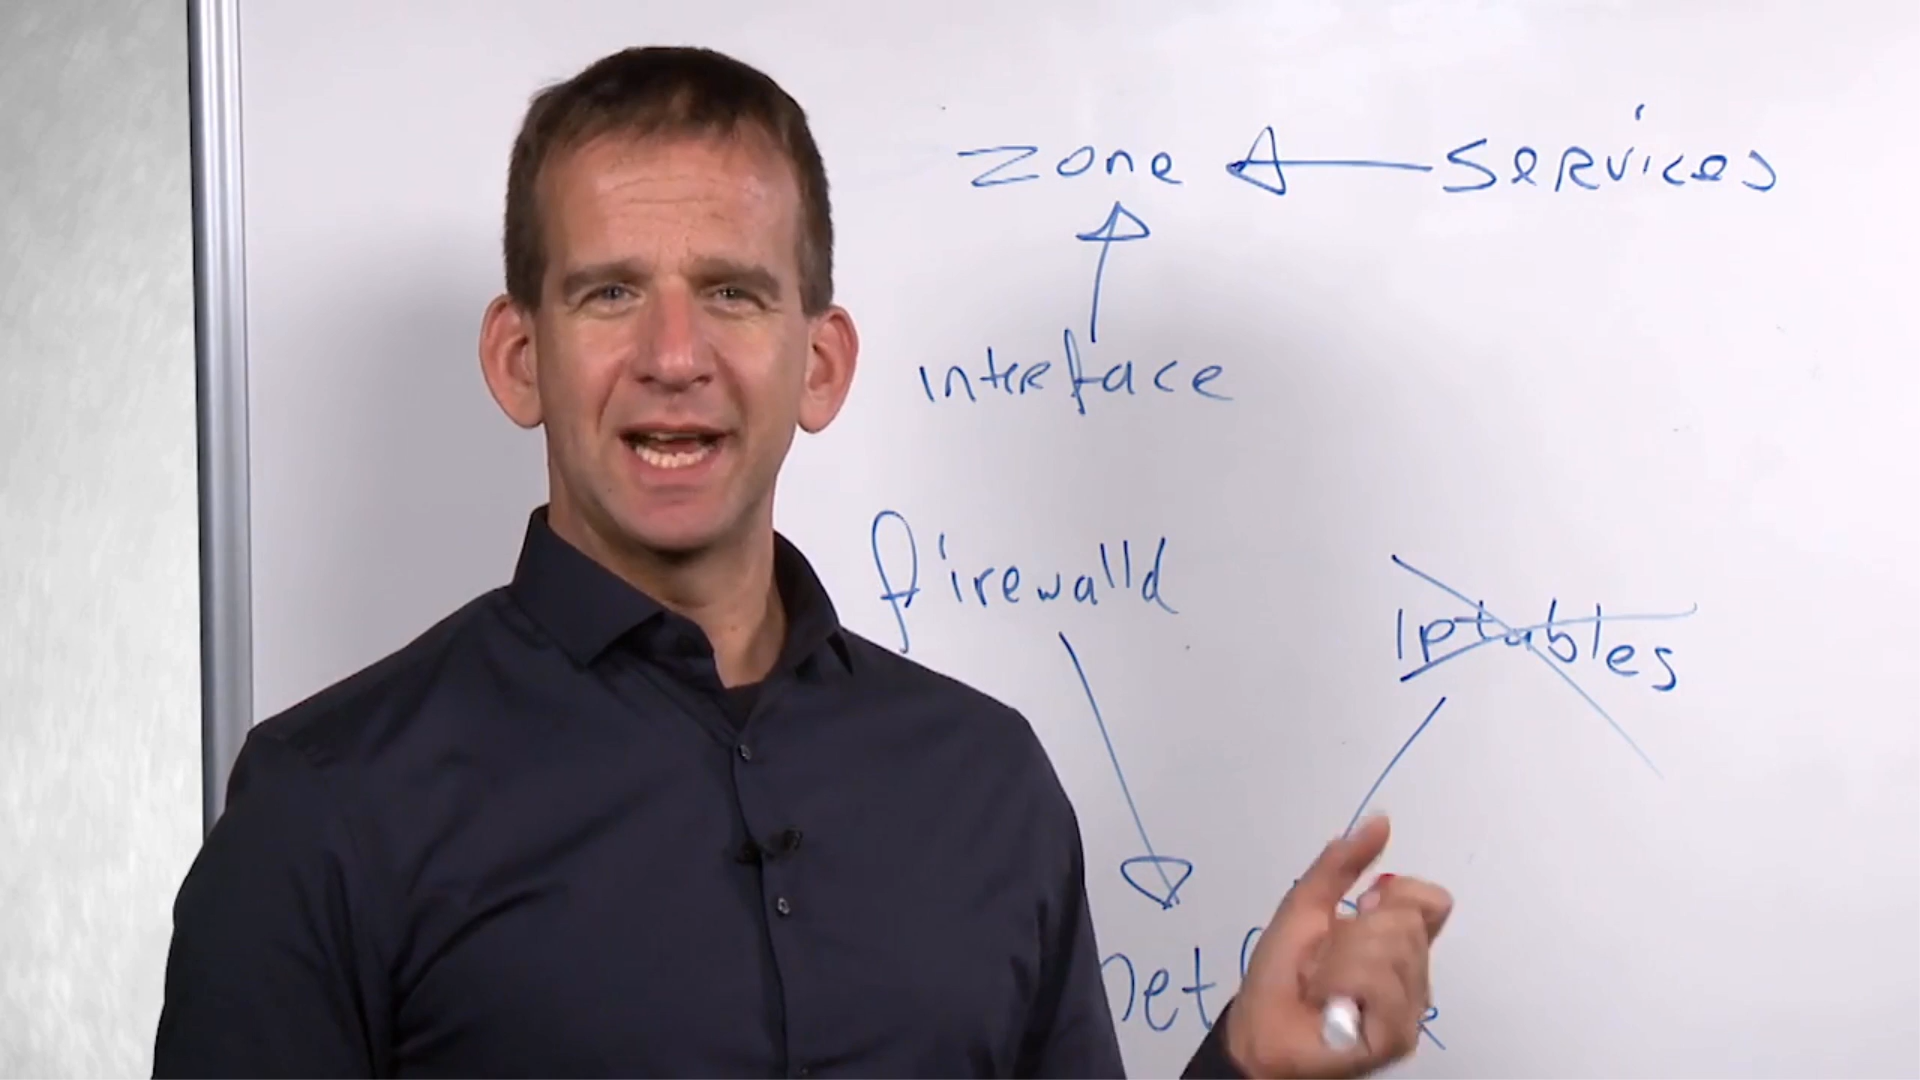 zone services
interface
firewalld
iptables